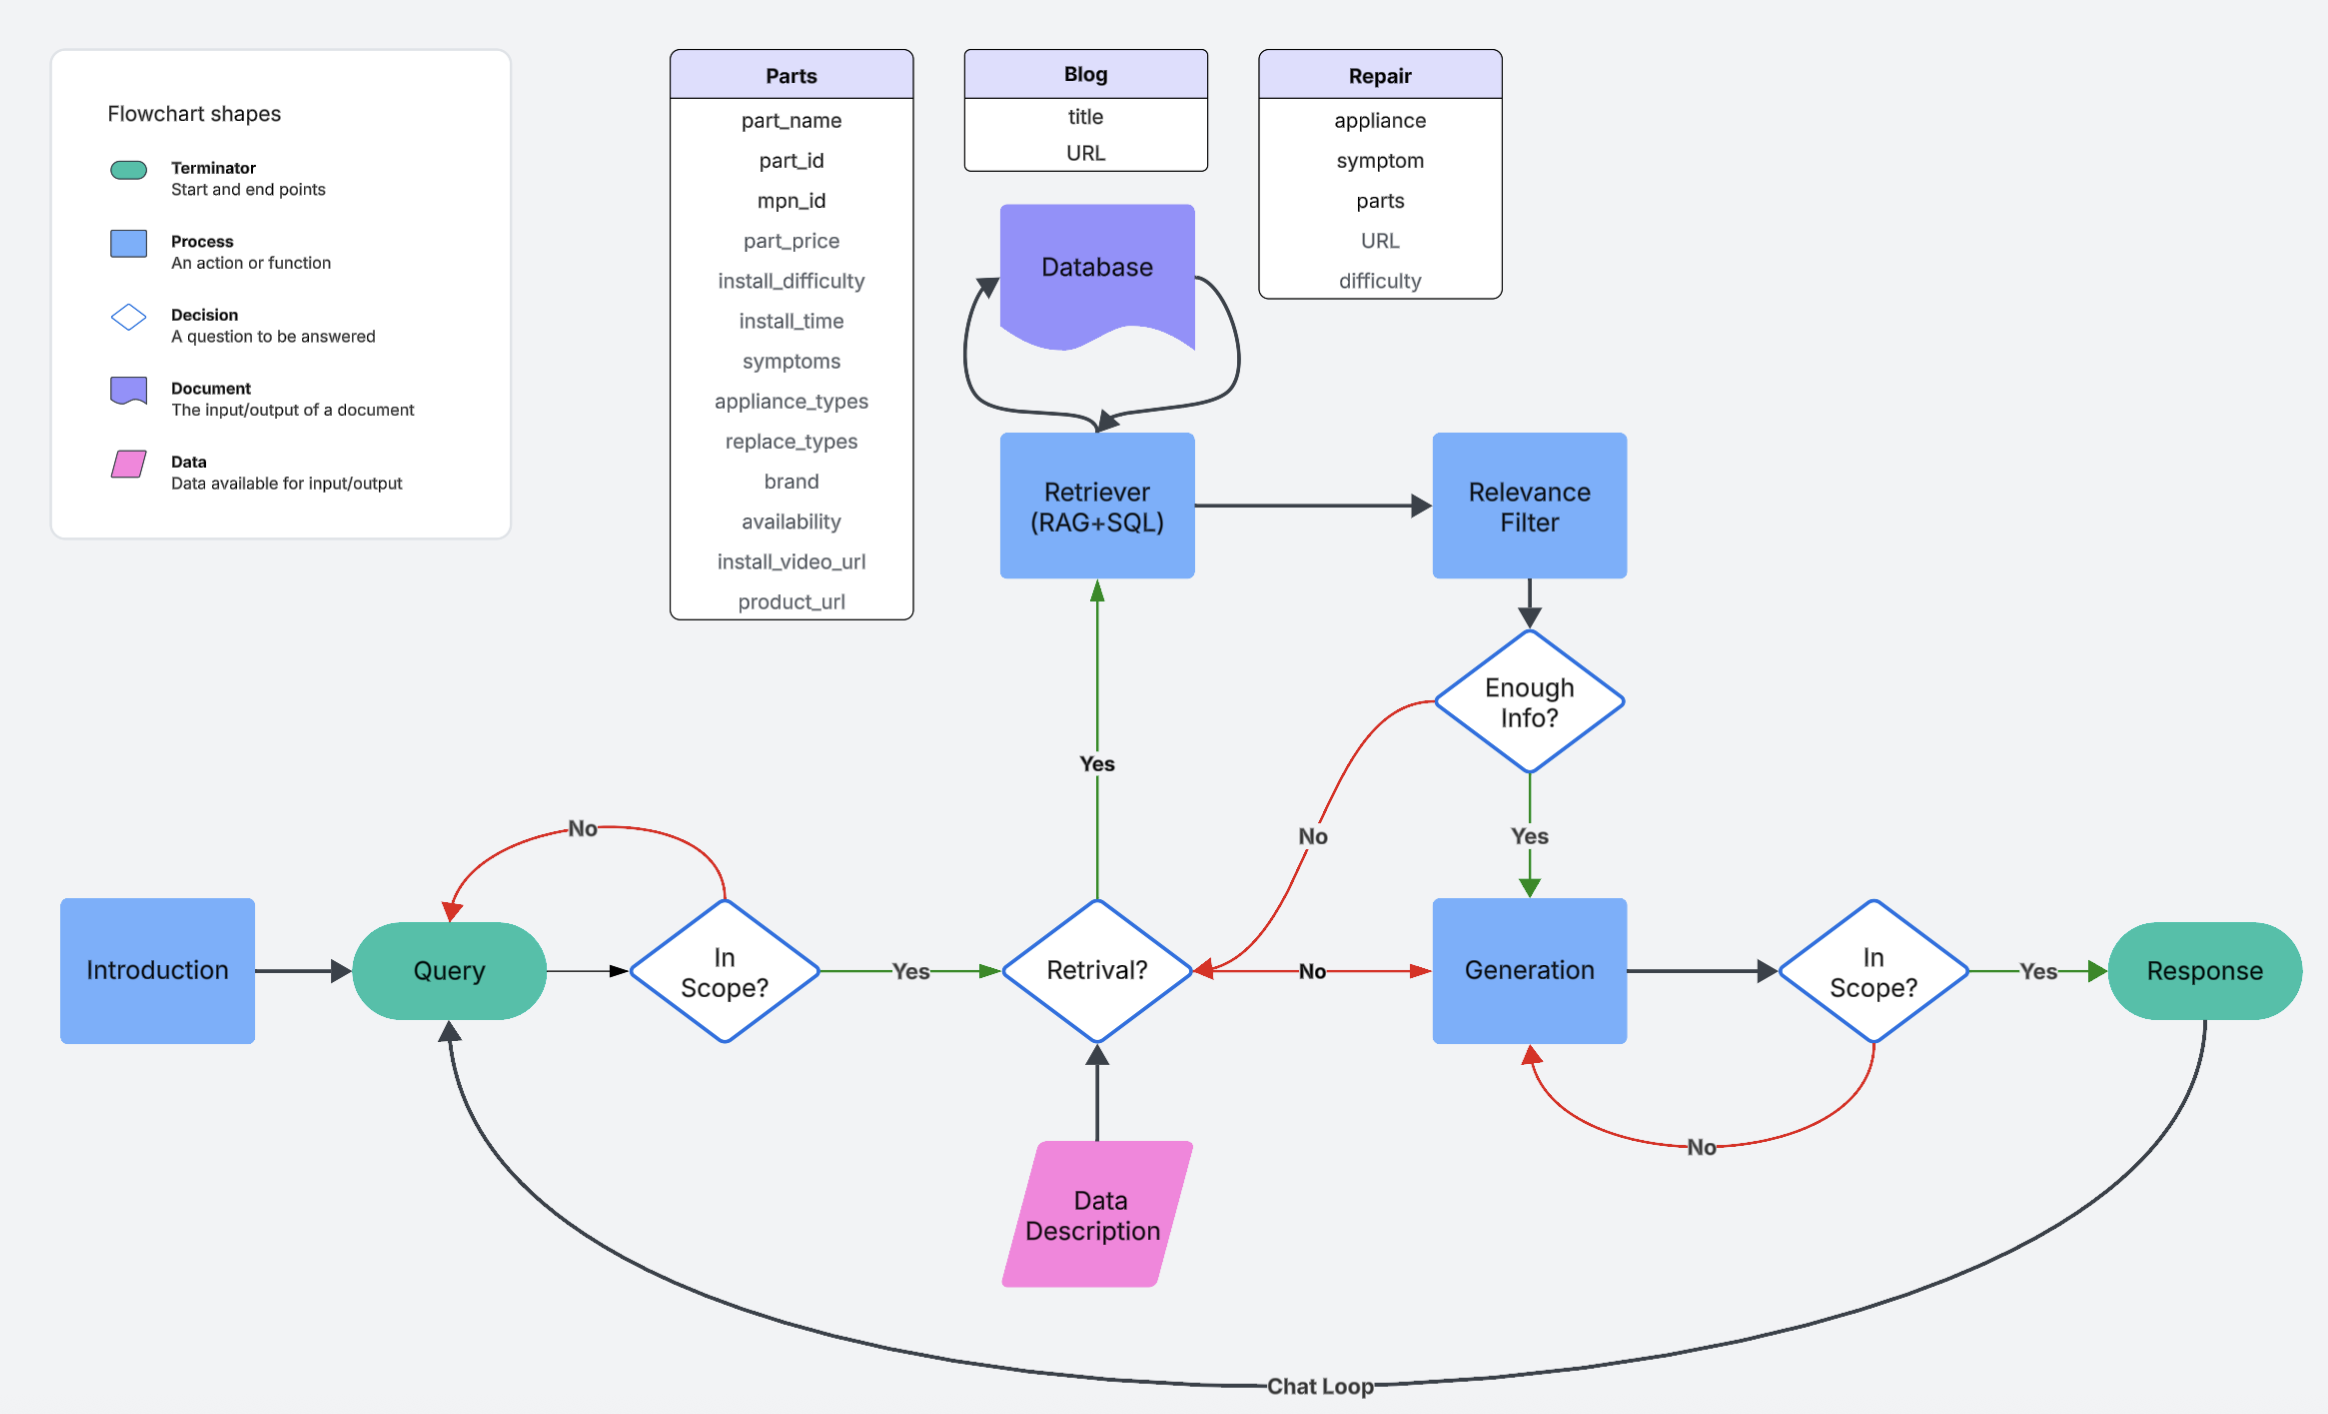 Flowchart shapes
Terminator
Start and end points
Process
An action or function
Decision
A question to be answered
Document
The input/output of a document
Data
Data available for input/output
Parts
part_name
part_id
mpn_id
part_price
install_difficulty
install_time
symptoms
appliance_types
replace_types
brand
availability
install_video_url
product_url
Blog
title
URL
Repair
appliance
symptom
parts
URL
difficulty
Database
Retriever
(RAG+SQL)
Relevance
Filter
Enough
Info?
Yes
No
Yes
No
Introduction
Query
In
Scope?
Yes
Retrival?
No
Generation
In
Scope?
Yes
Response
No
Data
Description
Chat Loop